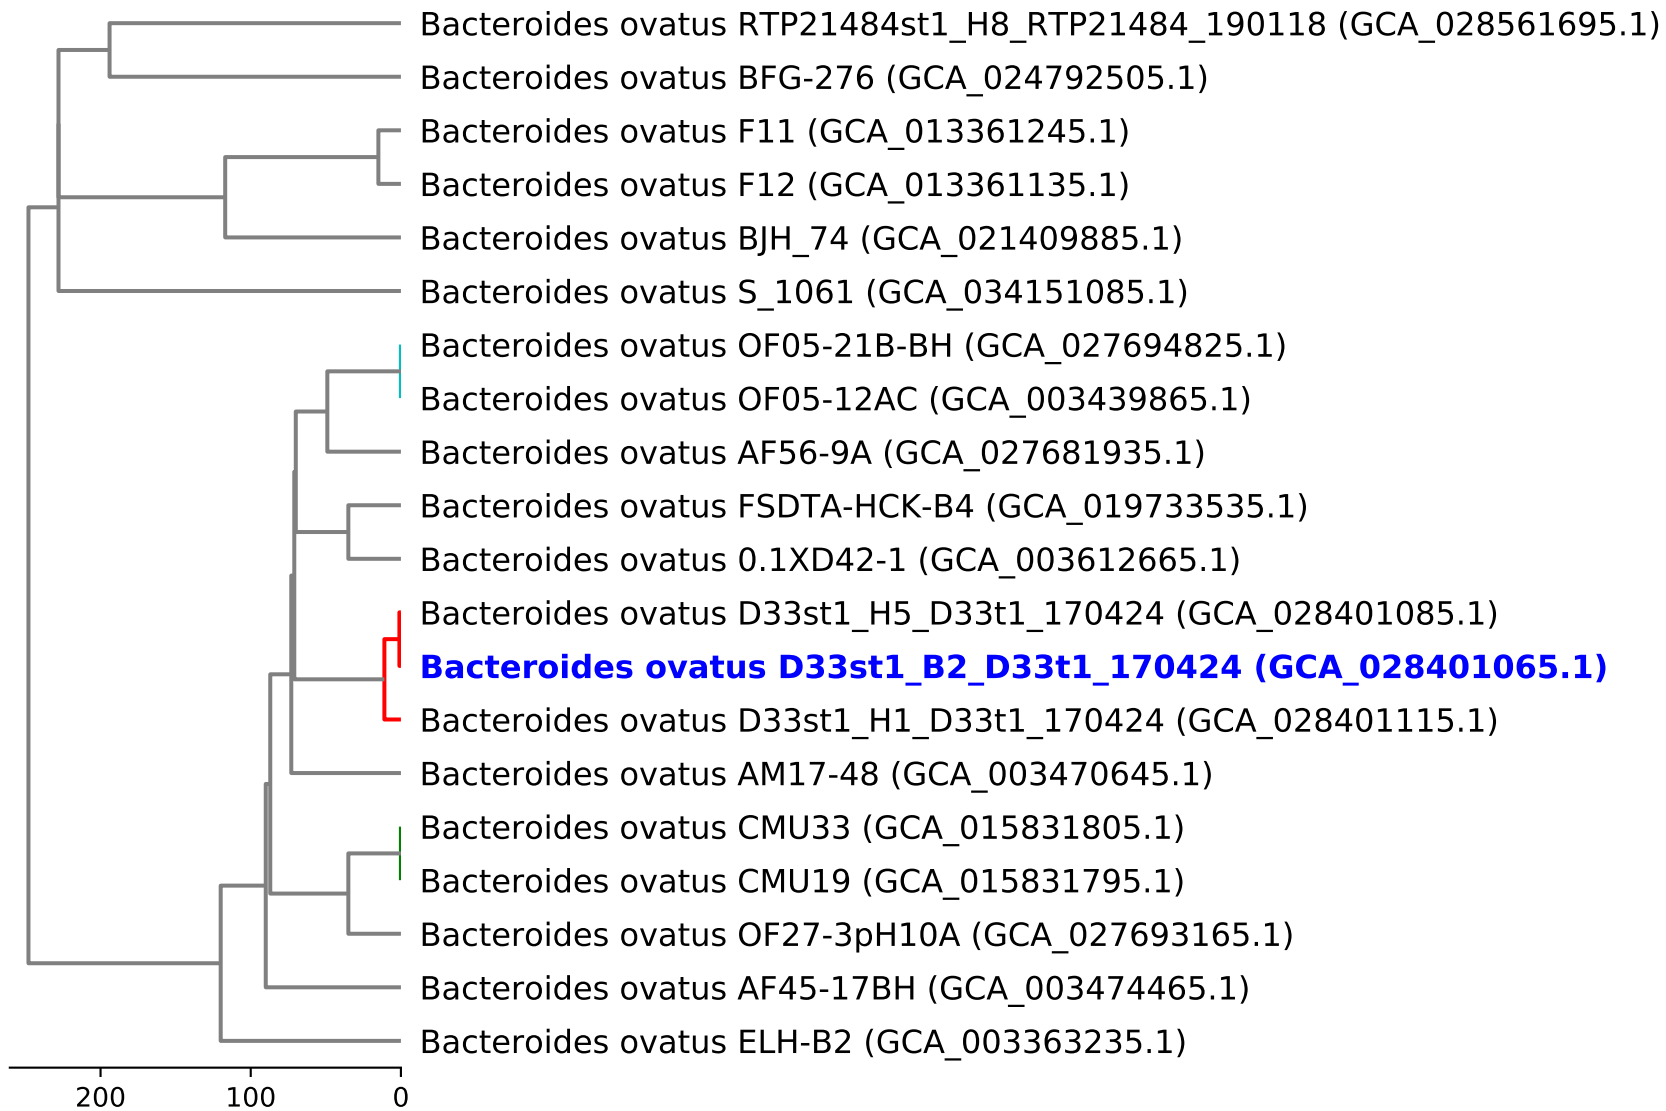 Bacteroides ovatus RTP21484st1_H8_RTP21484_190118 (GCA_028561695.1)
Bacteroides ovatus BFG-276 (GCA_024792505.1)
Bacteroides ovatus F11 (GCA_013361245.1)
Bacteroides ovatus F12 (GCA_013361135.1)
Bacteroides ovatus BJH_74 (GCA_021409885.1)
Bacteroides ovatus S_1061 (GCA_034151085.1)
Bacteroides ovatus OF05-21B-BH (GCA_027694825.1)
Bacteroides ovatus OF05-12AC (GCA_003439865.1)
Bacteroides ovatus AF56-9A (GCA_027681935.1)
Bacteroides ovatus FSDTA-HCK-B4 (GCA_019733535.1)
Bacteroides ovatus 0.1XD42-1 (GCA_003612665.1)
Bacteroides ovatus D33st1_H5_D33t1_170424 (GCA_028401085.1)
Bacteroides ovatus D33st1_B2_D33t1_170424 (GCA_028401065.1)
Bacteroides ovatus D33st1_H1_D33t1_170424 (GCA_028401115.1)
Bacteroides ovatus AM17-48 (GCA_003470645.1)
Bacteroides ovatus CMU33 (GCA_015831805.1)
Bacteroides ovatus CMU19 (GCA_015831795.1)
Bacteroides ovatus OF27-3pH10A (GCA_027693165.1)
Bacteroides ovatus AF45-17BH (GCA_003474465.1)
Bacteroides ovatus ELH-B2 (GCA_003363235.1)
200 100 0